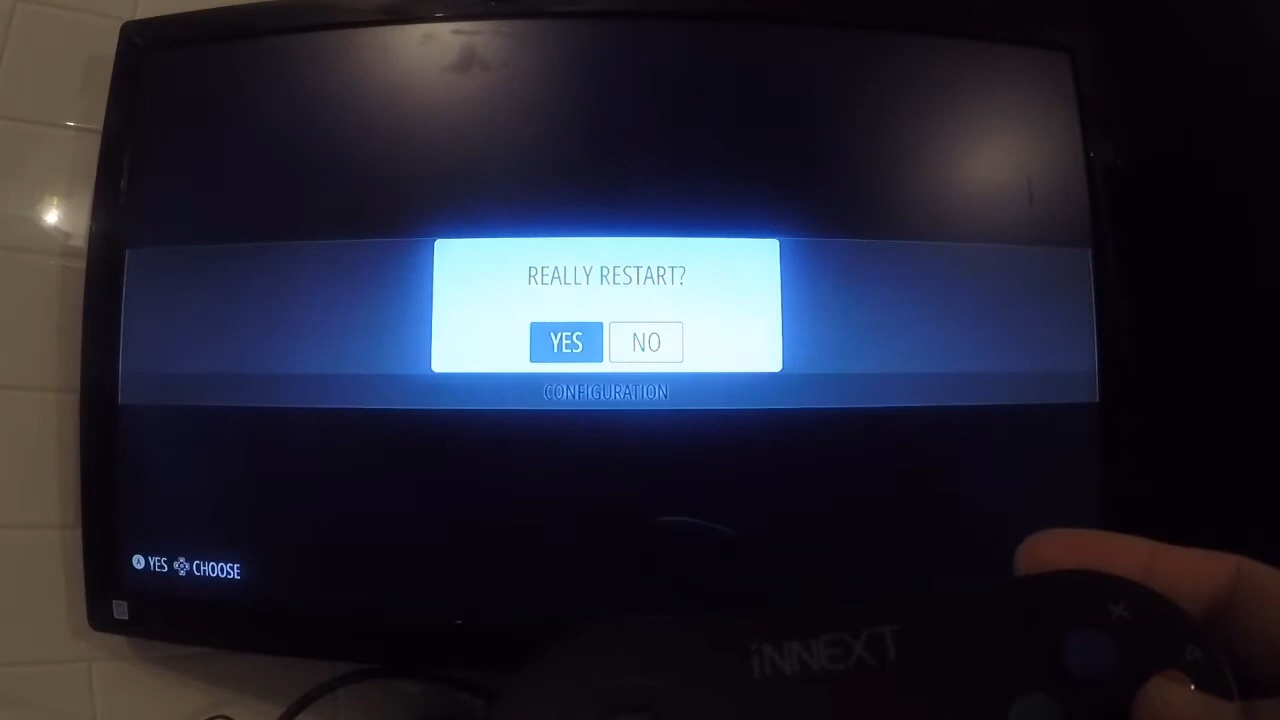 REALLY RESTART?
YES NO
CONFIGURATION
A YES CHOOSE
iNNEXT
X
A